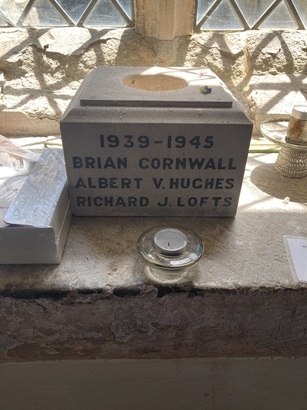 1939-1945
BRIAN CORNWALL
ALBERT V. HUGHES
RICHARD J. LOFTS